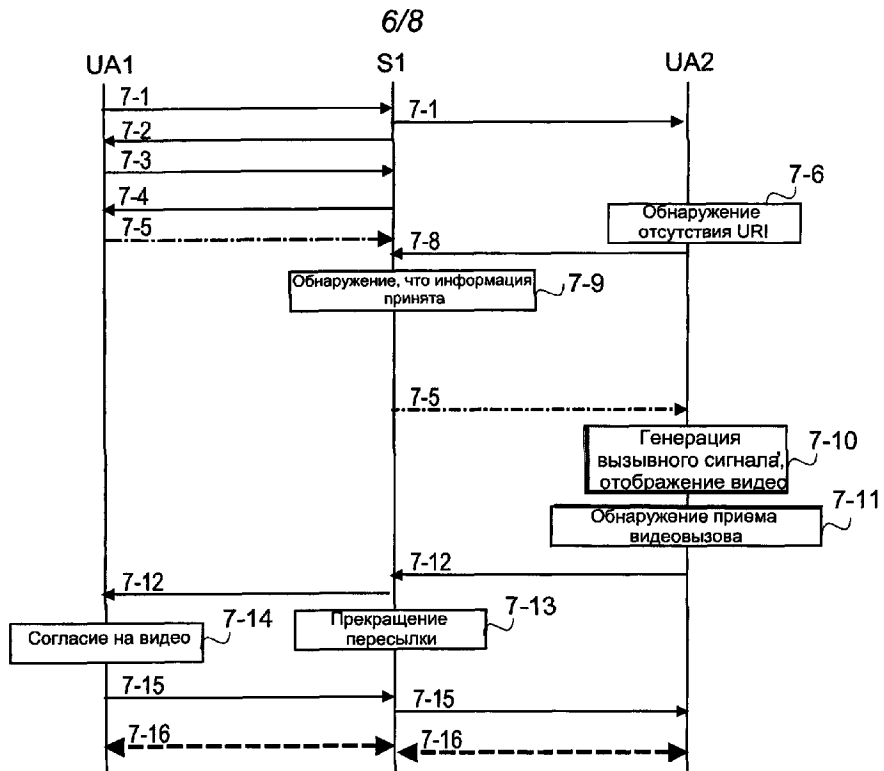 6/8
UA1 S1 UA2
7-1 7-1
7-2
7-3
7-6
7-4
Обнаружение
отсутствия URI
7-5 7-8
Обнаружение, что информация
принята
7-9
7-5
Генерация
вызывного сигнала,
отображение видео
7-10
7-11
Обнаружение приема
видеовызова
7-12
7-12
Прекращение
пересылки
7-13
Согласие на видео
7-14
7-15 7-15
7-16 7-16